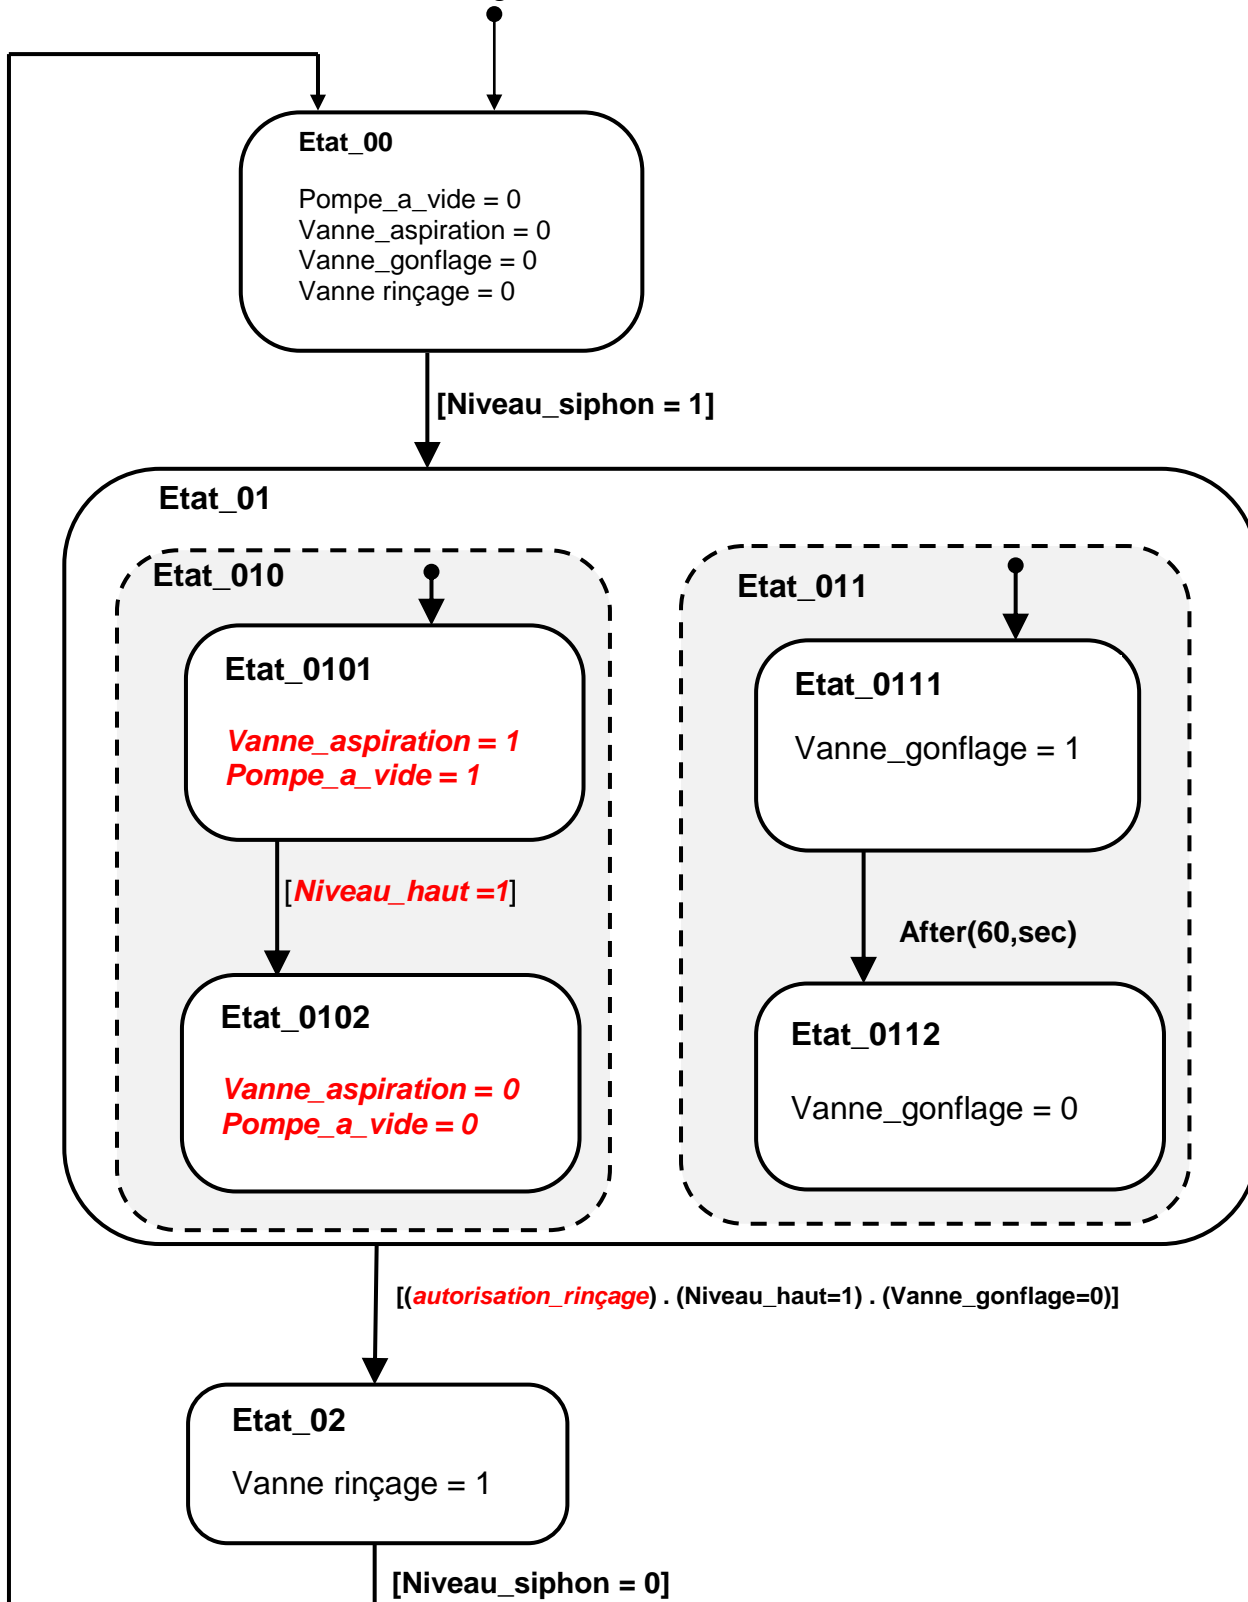 Etat_00
Pompe_a_vide = 0
Vanne_aspiration = 0
Vanne_gonflage = 0
Vanne rinçage = 0
[Niveau_siphon = 1]
Etat_01
Etat_010
Etat_0101
Vanne_aspiration = 1
Pompe_a_vide = 1
[Niveau_haut =1]
Etat_0102
Vanne_aspiration = 0
Pompe_a_vide = 0
Etat_011
Etat_0111
Vanne_gonflage = 1
After(60,sec)
Etat_0112
Vanne_gonflage = 0
[(autorisation_rinçage) . (Niveau_haut=1) . (Vanne_gonflage=0)]
Etat_02
Vanne rinçage = 1
[Niveau_siphon = 0]